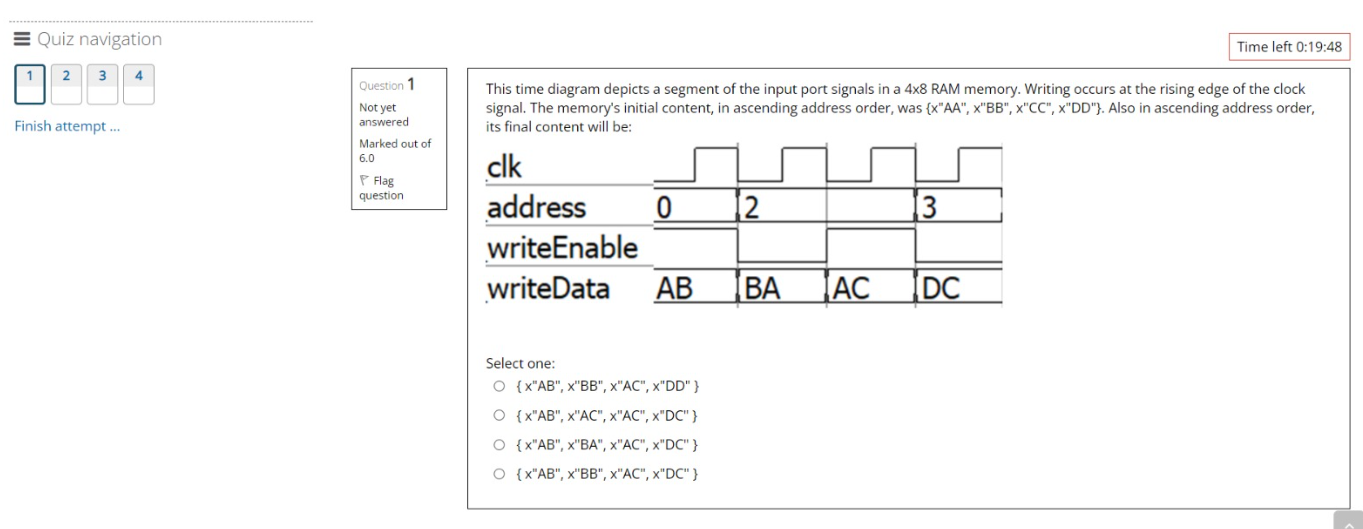 Quiz navigation
Time left 0:19:48
1 2 3 4
Finish attempt ...
Question 1
Not yet
answered
Marked out of
6.0
Flag
question
This time diagram depicts a segment of the input port signals in a 4x8 RAM memory. Writing occurs at the rising edge of the clock
signal. The memory's initial content, in ascending address order, was {x"AA", x"BB", x"CC", x"DD"}. Also in ascending address order,
its final content will be:
clk
address 0 2 3
writeEnable
writeData AB BA AC DC
Select one:
{ x"AB", x"BB", x"AC", x"DD" }
{ x"AB", x"AC", x"AC", x"DC" }
{ x"AB", x"BA", x"AC", x"DC" }
{ x"AB", x"BB", x"AC", x"DC" }